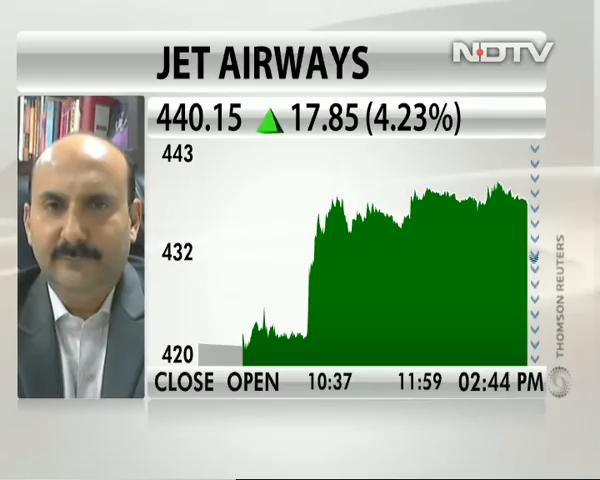 JET AIRWAYS
NDTV
440.15 ▲ 17.85 (4.23%)
443
432
420
CLOSE OPEN 10:37 11:59 02:44 PM
THOMSON REUTERS